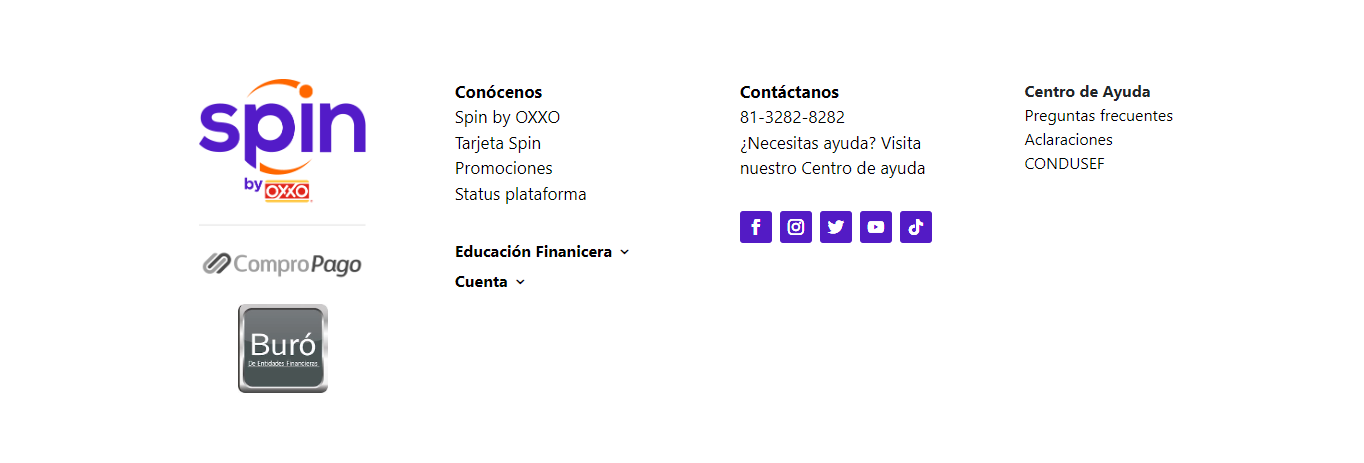 spin
by OXXO
ComproPago
Buró
De Entidades Financieras
Conócenos
Spin by OXXO
Tarjeta Spin
Promociones
Status plataforma
Educación Finanicera
Cuenta
Contáctanos
81-3282-8282
¿Necesitas ayuda? Visita
nuestro Centro de ayuda
Centro de Ayuda
Preguntas frecuentes
Aclaraciones
CONDUSEF